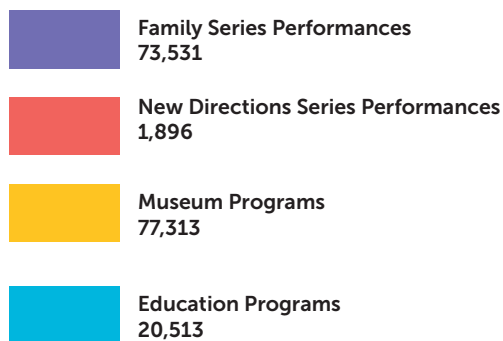 Family Series Performances
73,531
New Directions Series Performances
1,896
Museum Programs
77,313
Education Programs
20,513